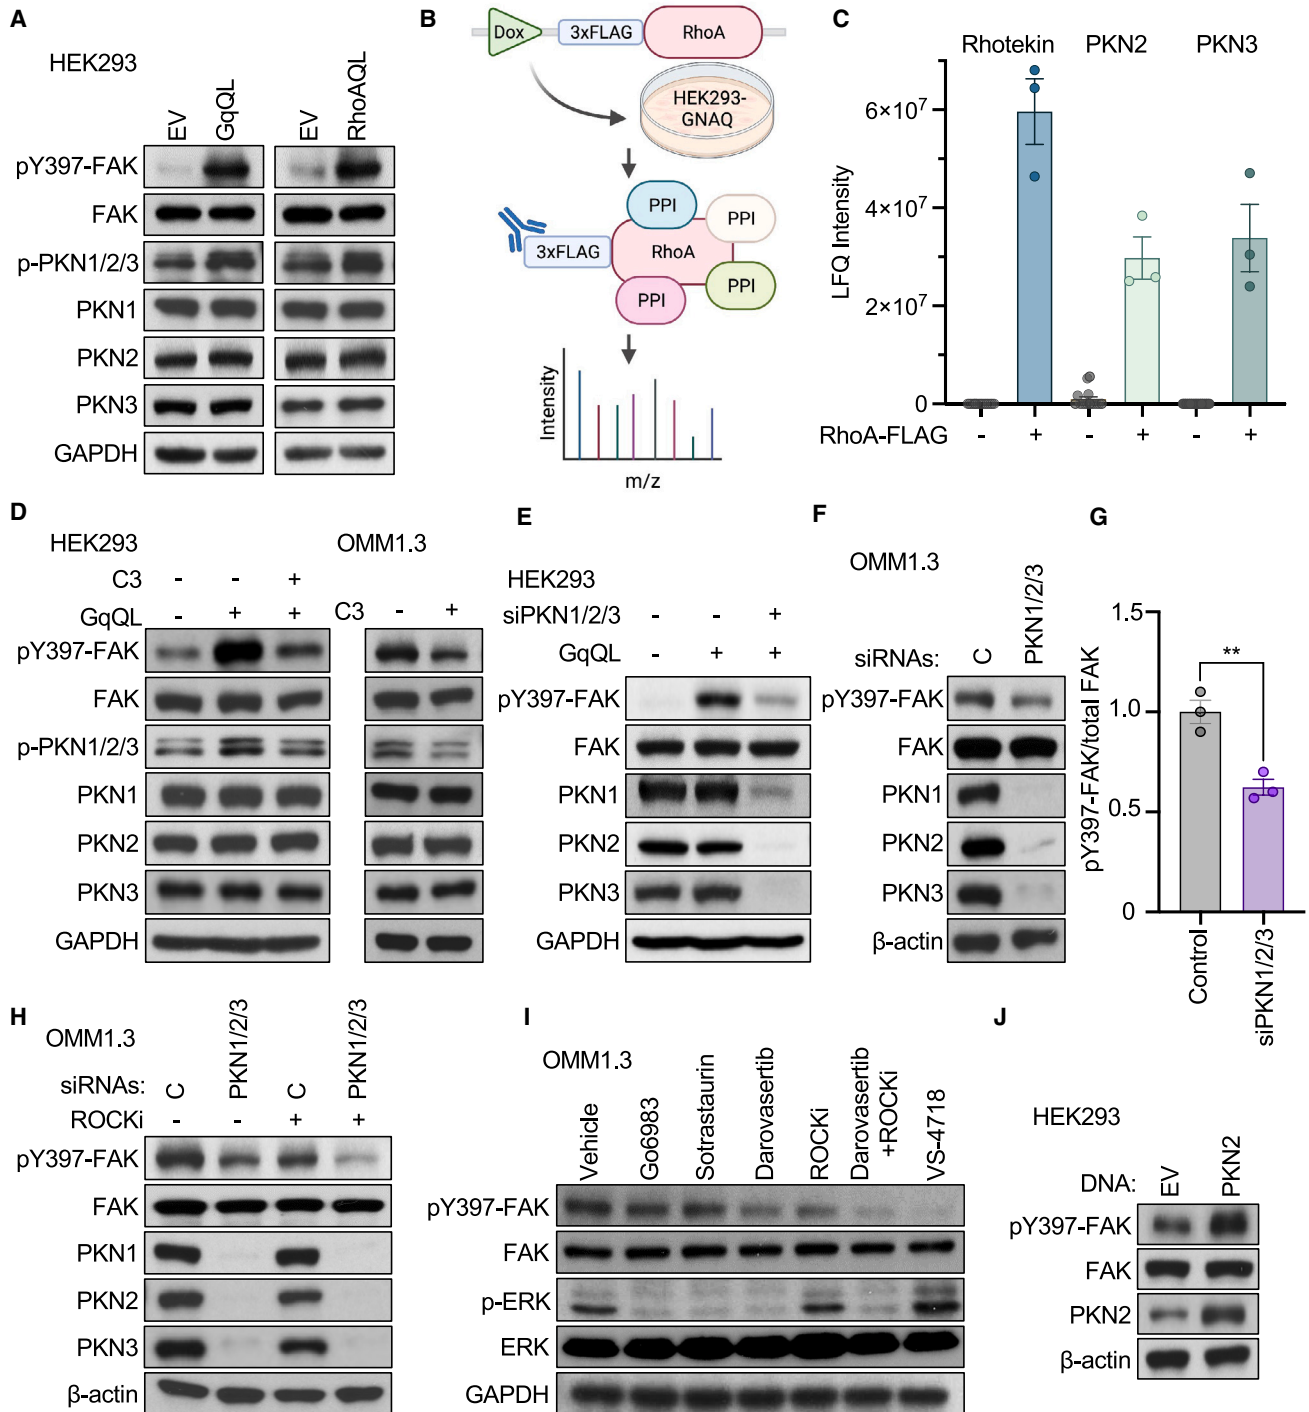 A
HEK293
EV
GqQL
EV
RhoAQL
pY397-FAK
FAK
p-PKN1/2/3
PKN1
PKN2
PKN3
GAPDH
B
Dox
3xFLAG
RhoA
HEK293-
GNAQ
PPI
PPI
3xFLAG
RhoA
PPI
PPI
Intensity
m/z
C
Rhotekin PKN2 PKN3
LFQ Intensity
6×10⁷
4×10⁷
2×10⁷
0
RhoA-FLAG - + - + - +
D
HEK293 OMM1.3
C3 - - +
GqQL - + + C3 - +
pY397-FAK
FAK
p-PKN1/2/3
PKN1
PKN2
PKN3
GAPDH
E
HEK293
siPKN1/2/3 - - +
GqQL - + +
pY397-FAK
FAK
PKN1
PKN2
PKN3
GAPDH
F
OMM1.3
siRNAs: C PKN1/2/3
pY397-FAK
FAK
PKN1
PKN2
PKN3
β-actin
G
pY397-FAK/total FAK
1.5
1.0
0.5
0
**
Control
siPKN1/2/3
H
OMM1.3
siRNAs: C PKN1/2/3 C PKN1/2/3
ROCKi - - + +
pY397-FAK
FAK
PKN1
PKN2
PKN3
β-actin
I
OMM1.3
Vehicle
Go6983
Sotrastaurin
Darovasertib
ROCKi
Darovasertib
+ROCKi
VS-4718
pY397-FAK
FAK
p-ERK
ERK
GAPDH
J
HEK293
DNA: EV PKN2
pY397-FAK
FAK
PKN2
β-actin